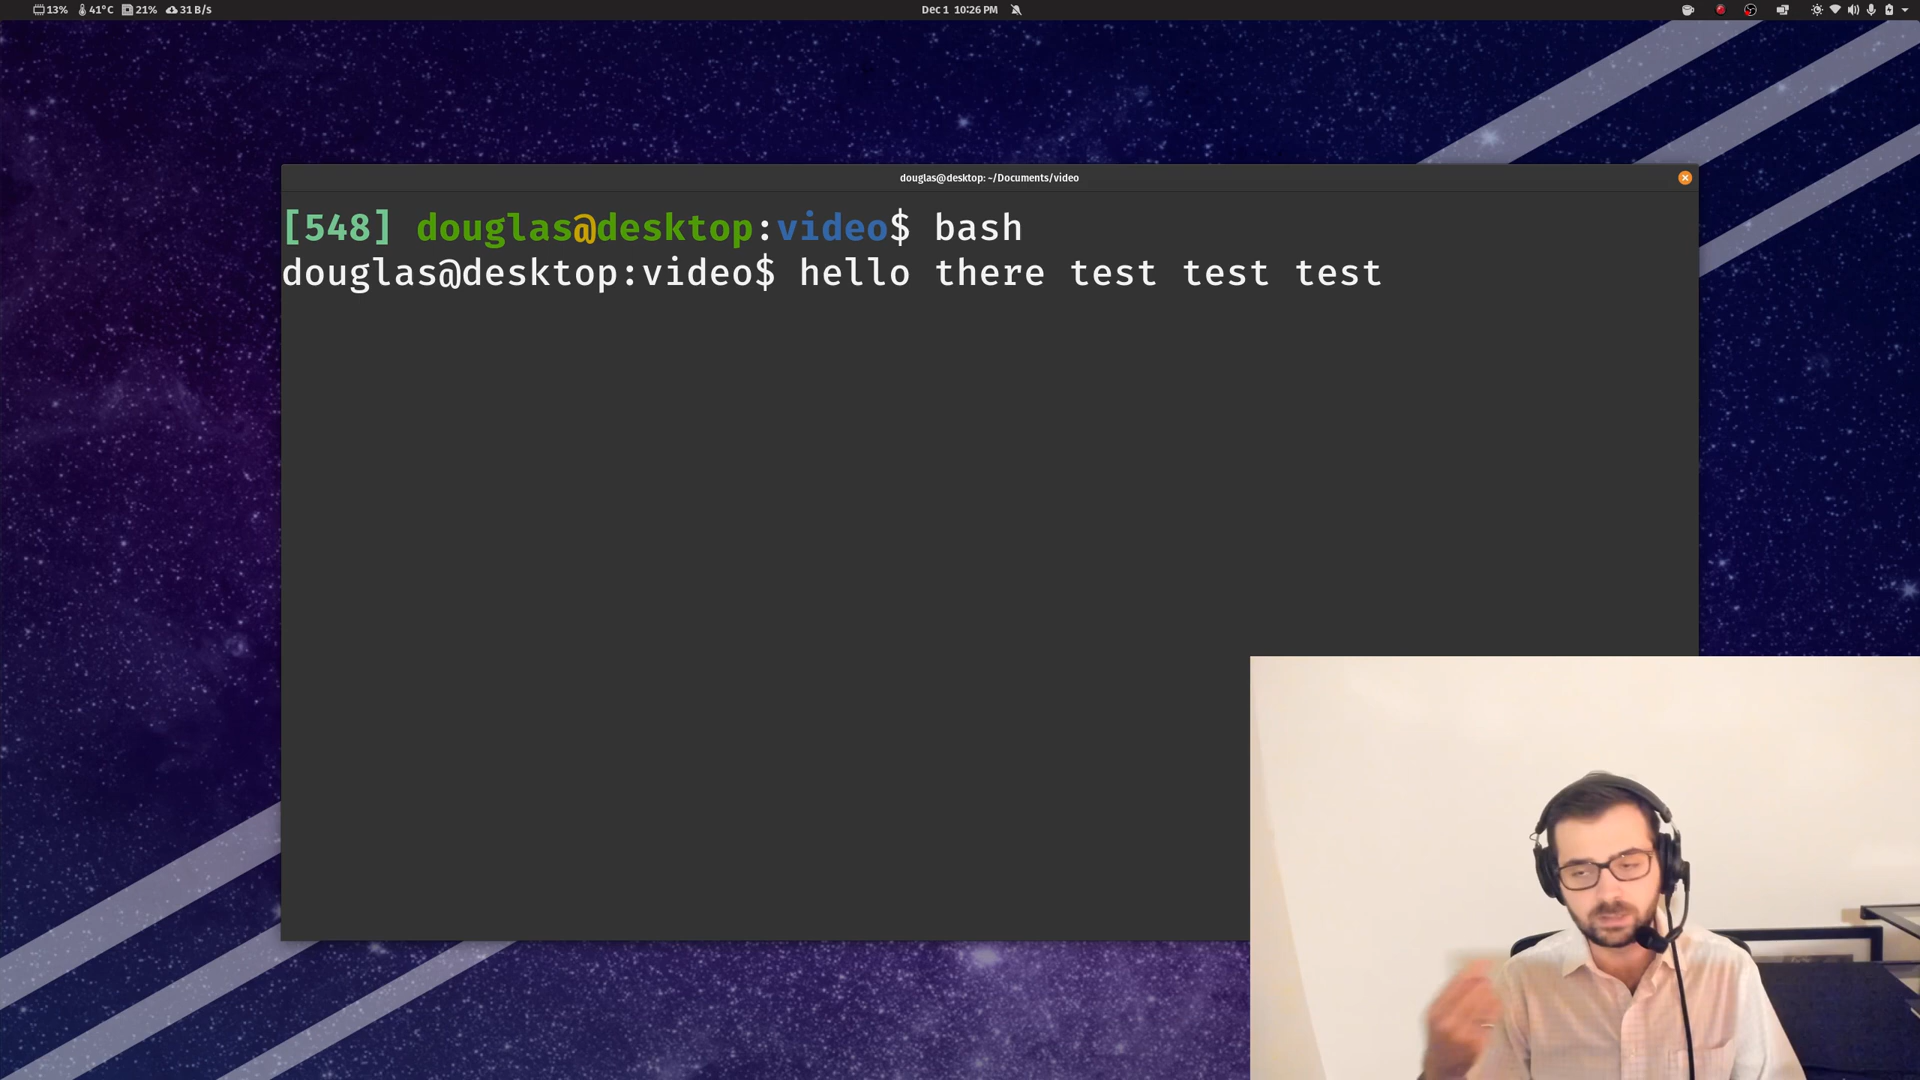 13% 41°C 21% 31 B/s
Dec 1 10:26 PM
douglas@desktop: ~/Documents/video
[548] douglas@desktop:video$ bash
douglas@desktop:video$ hello there test test test